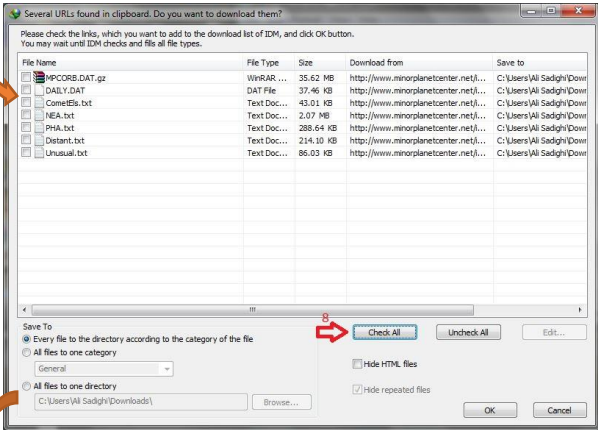 Several URLs found in clipboard. Do you want to download them?
Please check the links, which you want to add to the download list of IDM, and click OK button.
You may wait until IDM checks and fills all file types.
File Name File Type Size Download from Save to
MPCORB.DAT.gz WinRAR ... 35.62 MB http://www.minorplanetcenter.net/i... C:\Users\Ali Sadighi\Dowr
DAILY.DAT DAT File 37.46 KB http://www.minorplanetcenter.net/i... C:\Users\Ali Sadighi\Dowr
CometEls.txt Text Doc... 43.01 KB http://www.minorplanetcenter.net/i... C:\Users\Ali Sadighi\Dowr
NEA.txt Text Doc... 2.07 MB http://www.minorplanetcenter.net/i... C:\Users\Ali Sadighi\Dowr
PHA.txt Text Doc... 288.64 KB http://www.minorplanetcenter.net/i... C:\Users\Ali Sadighi\Dowr
Distant.txt Text Doc... 214.10 KB http://www.minorplanetcenter.net/i... C:\Users\Ali Sadighi\Dowr
Unusual.txt Text Doc... 86.03 KB http://www.minorplanetcenter.net/i... C:\Users\Ali Sadighi\Dowr
8
Save To
Check All Uncheck All Edit...
Every file to the directory according to the category of the file
All files to one category
General
Hide HTML files
All files to one directory
Hide repeated files
C:\Users\Ali Sadighi\Downloads\ Browse...
OK Cancel